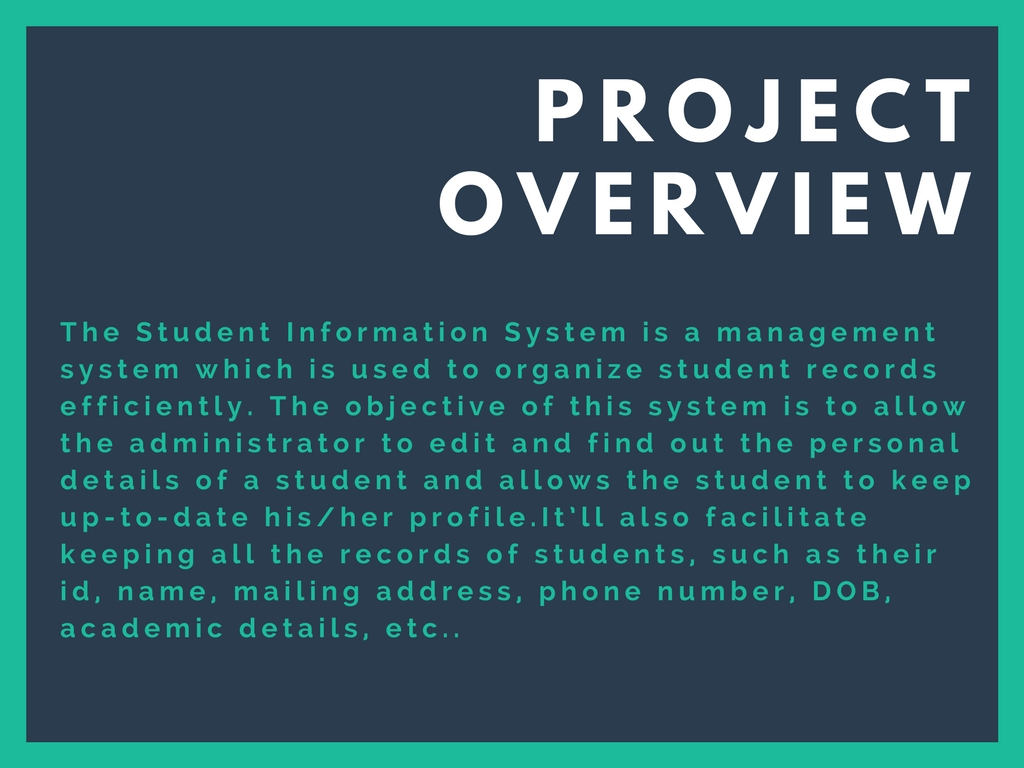 PROJECT
OVERVIEW
The Student Information System is a management
system which is used to organize student records
efficiently. The objective of this system is to allow
the administrator to edit and find out the personal
details of a student and allows the student to keep
up-to-date his/her profile.It’ll also facilitate
keeping all the records of students, such as their
id, name, mailing address, phone number, DOB,
academic details, etc..